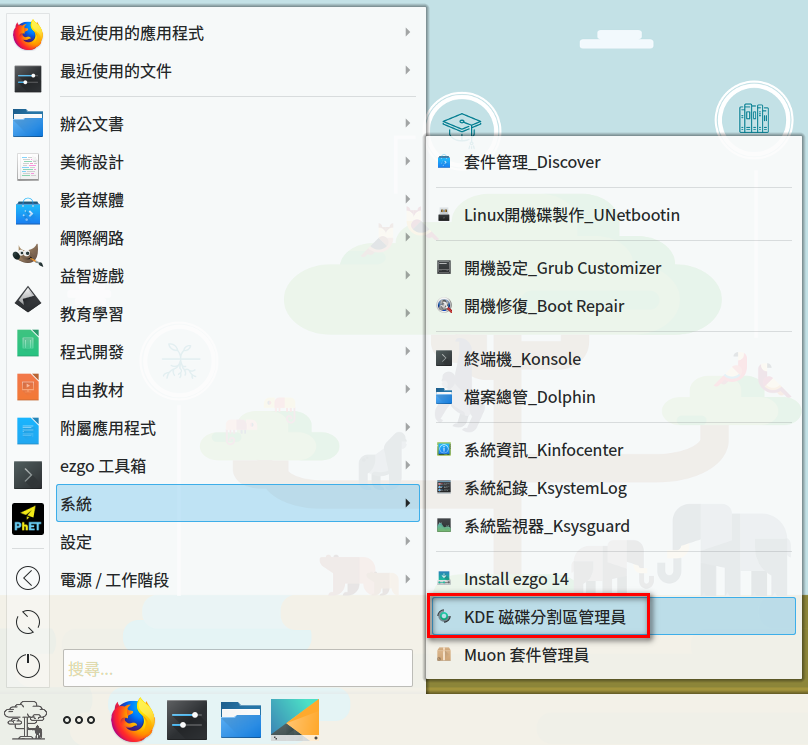 最近使用的應用程式
最近使用的文件
辦公文書
美術設計
影音媒體
網際網路
益智遊戲
教育學習
程式開發
自由教材
附屬應用程式
ezgo 工具箱
系統
設定
電源 / 工作階段
搜尋...
PhET
套件管理_Discover
Linux開機碟製作_UNetbootin
開機設定_Grub Customizer
開機修復_Boot Repair
終端機_Konsole
檔案總管_Dolphin
系統資訊_Kinfocenter
系統紀錄_KsystemLog
系統監視器_Ksysguard
Install ezgo 14
KDE 磁碟分割區管理員
Muon 套件管理員